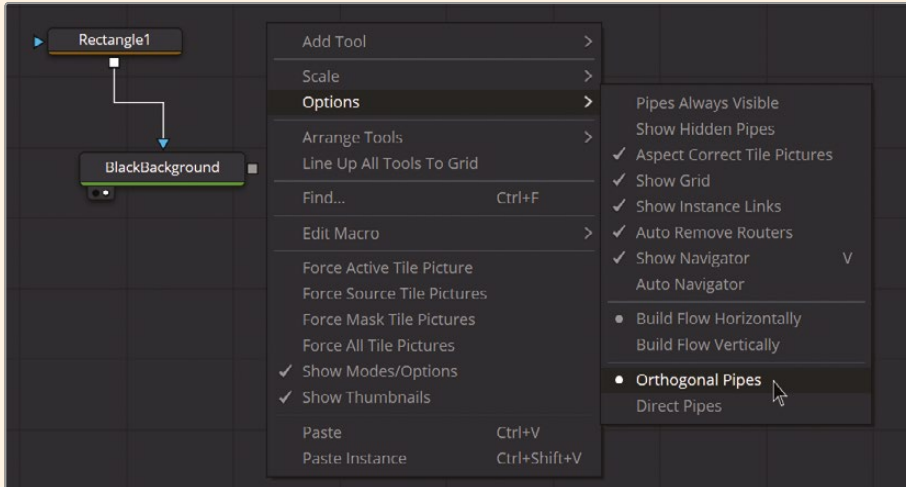 Rectangle1
BlackBackground
Add Tool
Scale
Options
Arrange Tools
Line Up All Tools To Grid
Find... Ctrl+F
Edit Macro
Force Active Tile Picture
Force Source Tile Pictures
Force Mask Tile Pictures
Force All Tile Pictures
Show Modes/Options
Show Thumbnails
Paste Ctrl+V
Paste Instance Ctrl+Shift+V
Pipes Always Visible
Show Hidden Pipes
Aspect Correct Tile Pictures
Show Grid
Show Instance Links
Auto Remove Routers
Show Navigator V
Auto Navigator
Build Flow Horizontally
Build Flow Vertically
Orthogonal Pipes
Direct Pipes